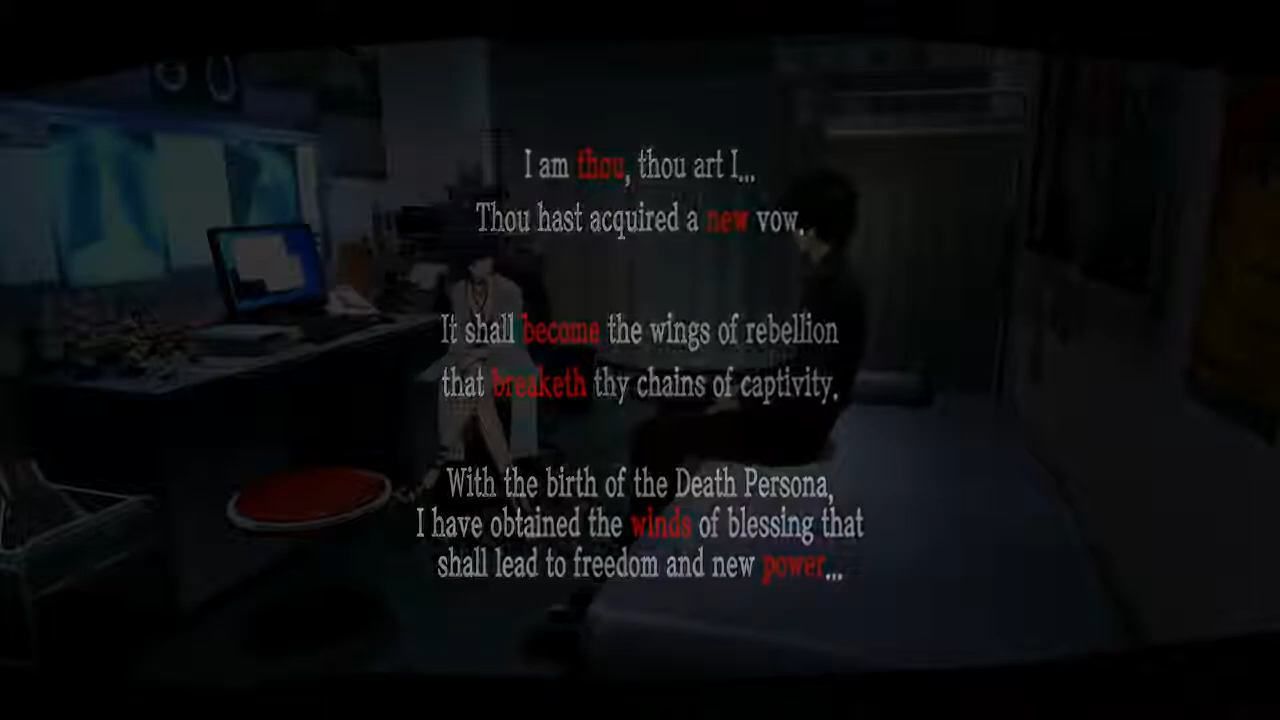 I am thou, thou art I...
Thou hast acquired a new vow.
It shall become the wings of rebellion
that breaketh thy chains of captivity.
With the birth of the Death Persona,
I have obtained the winds of blessing that
shall lead to freedom and new power...